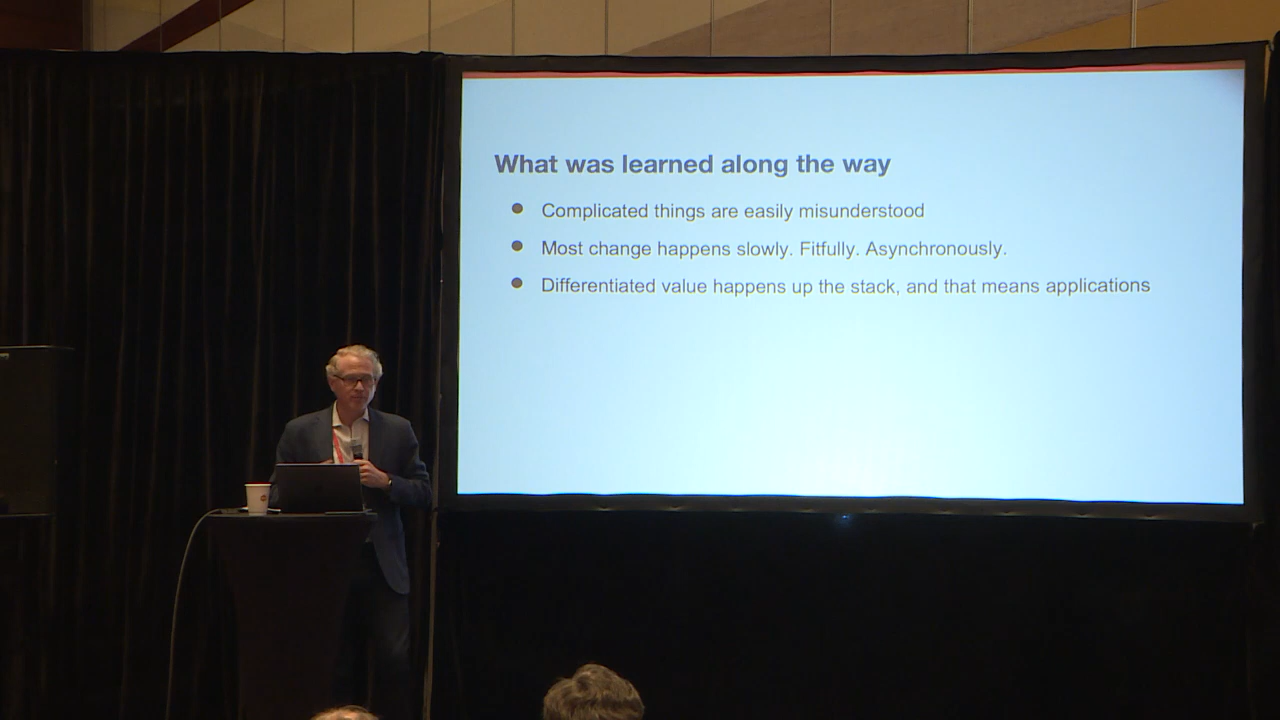 What was learned along the way
Complicated things are easily misunderstood
Most change happens slowly. Fitfully. Asynchronously.
Differentiated value happens up the stack, and that means applications